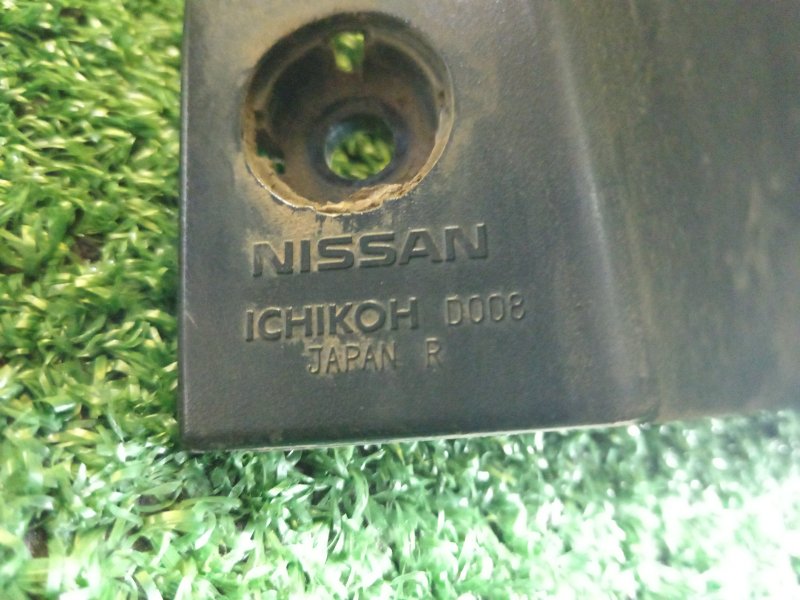 NISSAN
ICHIKOH D008
JAPAN R